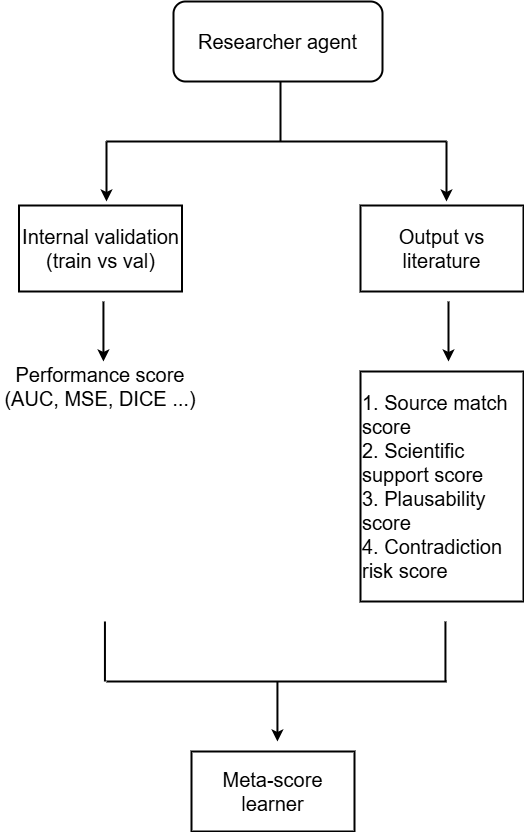 Researcher agent
Internal validation
(train vs val)
Output vs
literature
Performance score
(AUC, MSE, DICE ...)
1. Source match
score
2. Scientific
support score
3. Plausability
score
4. Contradiction
risk score
Meta-score
learner